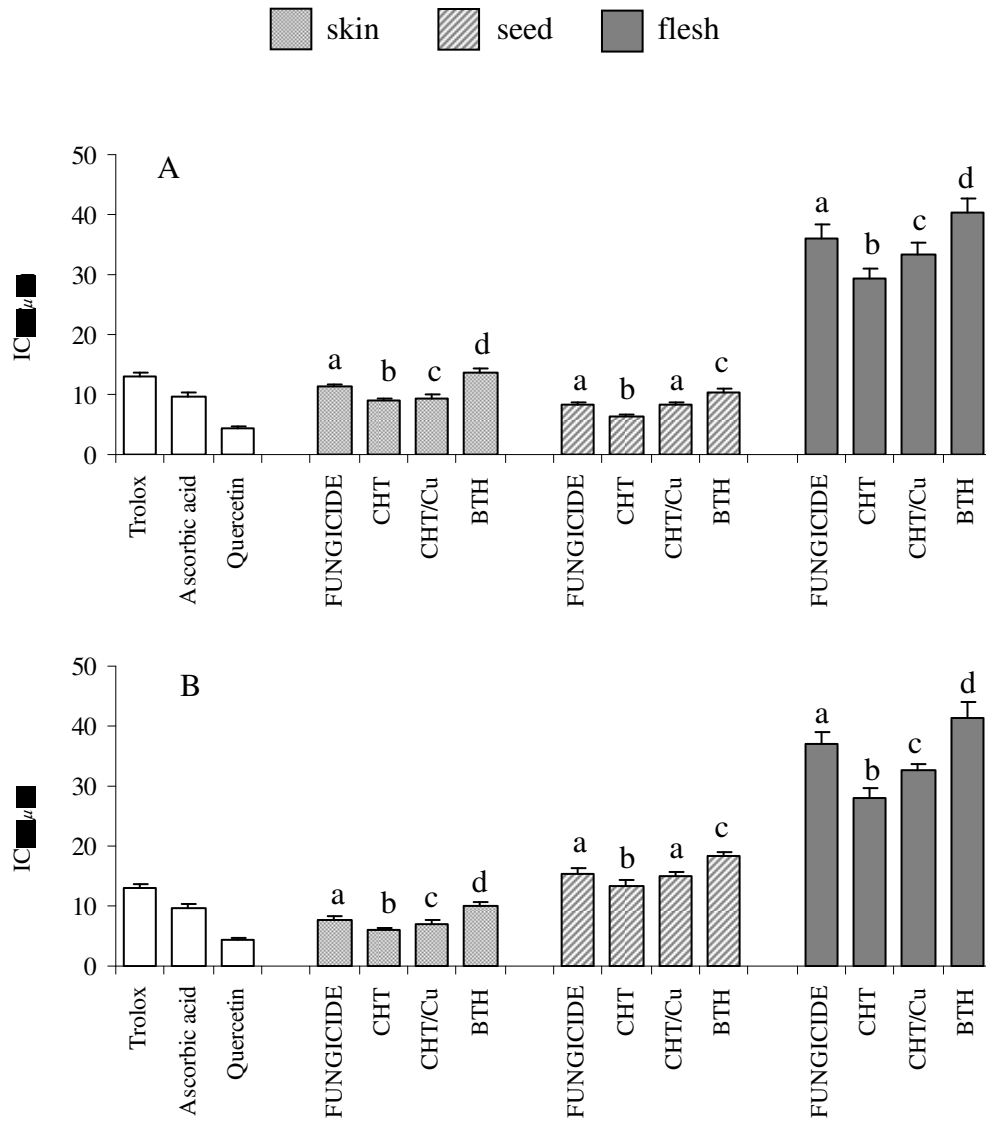 skin seed flesh
A
50
40
30
20
10
0
IC
a b c d
a b a c
a b c d
Trolox
Ascorbic acid
Quercetin
FUNGICIDE
CHT
CHT/Cu
BTH
FUNGICIDE
CHT
CHT/Cu
BTH
FUNGICIDE
CHT
CHT/Cu
BTH
B
50
40
30
20
10
0
IC
a b c d
a b a c
a b c d
Trolox
Ascorbic acid
Quercetin
FUNGICIDE
CHT
CHT/Cu
BTH
FUNGICIDE
CHT
CHT/Cu
BTH
FUNGICIDE
CHT
CHT/Cu
BTH